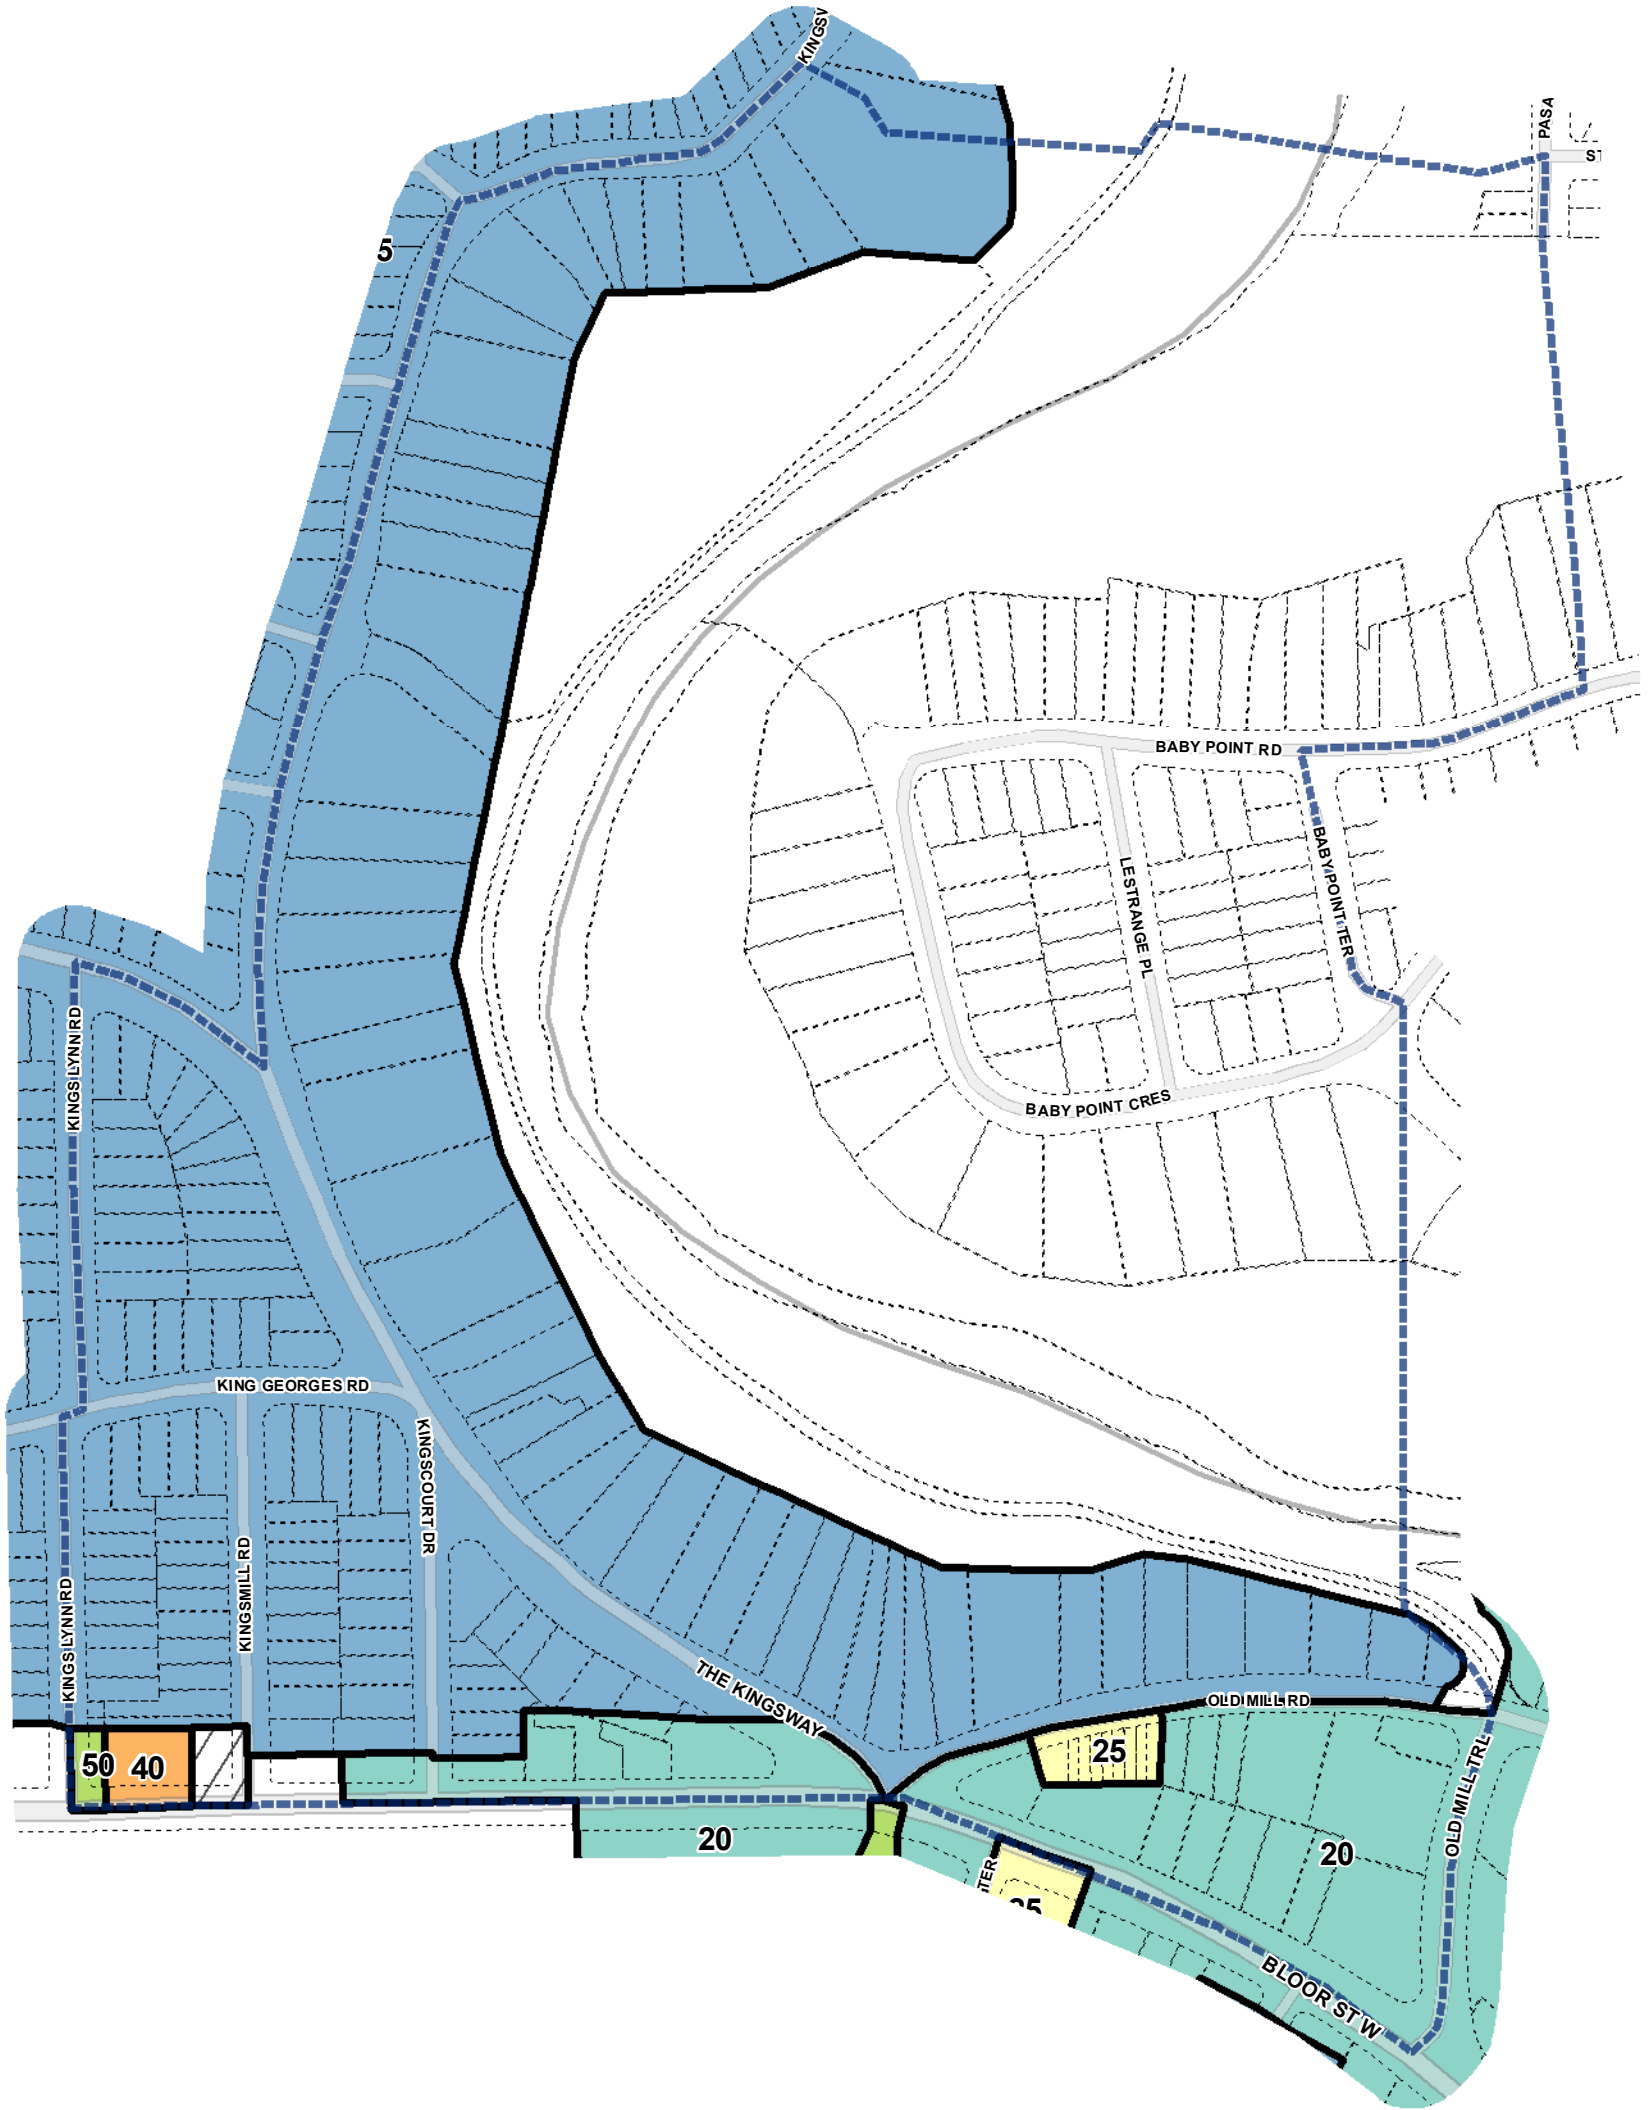 KINGSV
PASA
ST
5
BABY POINT RD
BABY POINT TER
LESTRANGE PL
KINGSLYNN RD
BABY POINT CRES
KING GEORGES RD
KINGSCOURT DR
KINGSMILL RD
KINGSLYNN RD
THE KINGSWAY
OLD MILL RD
50
40
25
OLD MILL TRL
20
20
TER
25
BLOOR ST W